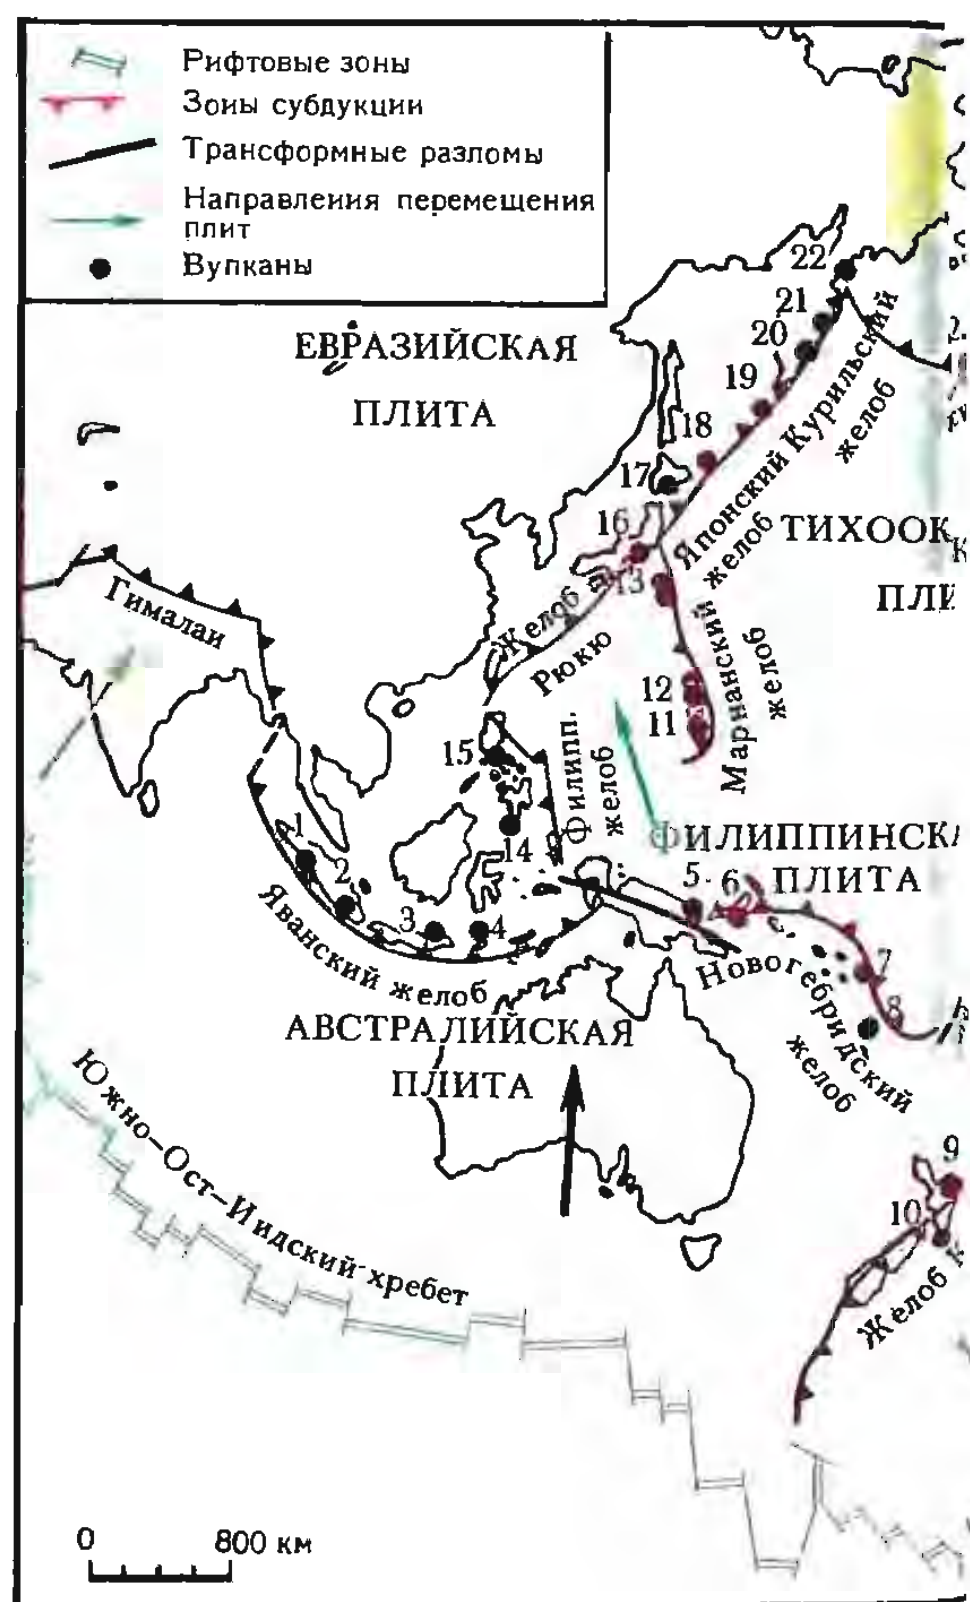 Рифтовые зоны
Зоны субдукции
Трансформные разломы
Направления перемещения
плит
Вулканы
22
21
20
19
18
17
16
13
ЕВРАЗИЙСКАЯ
ПЛИТА
Курильский
желоб
Японский
желоб
ТИХООК
ПЛИ
Гималаи
Желоб
Рюкю
Марианский
желоб
12
11
15
14
Филипп.
желоб
ФИЛИППИНСКА
ПЛИТА
1
2
3
4
5
6
7
8
Яванский желоб
Новогебридский
желоб
АВСТРАЛИЙСКАЯ
ПЛИТА
Южно-Ост-Индский хребет
9
10
Желоб
0 800 км